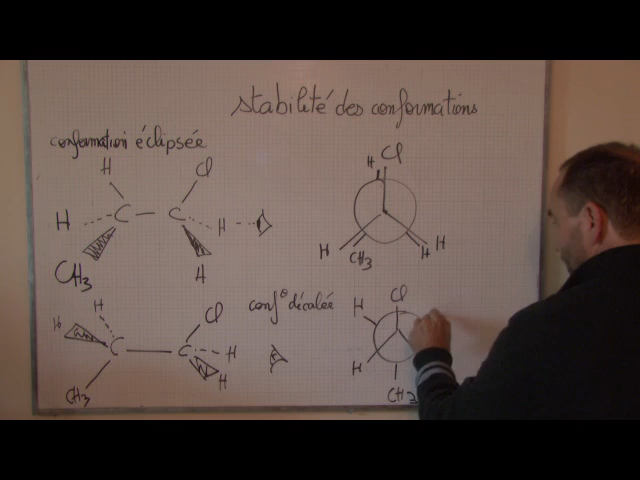 stabilité des conformations
conformation éclipsée
H Cl
H C C H
CH3 H
H Cl
H CH3 H H
conf° décalée
H Cl
H C C H
CH3 H
H Cl
H CH3